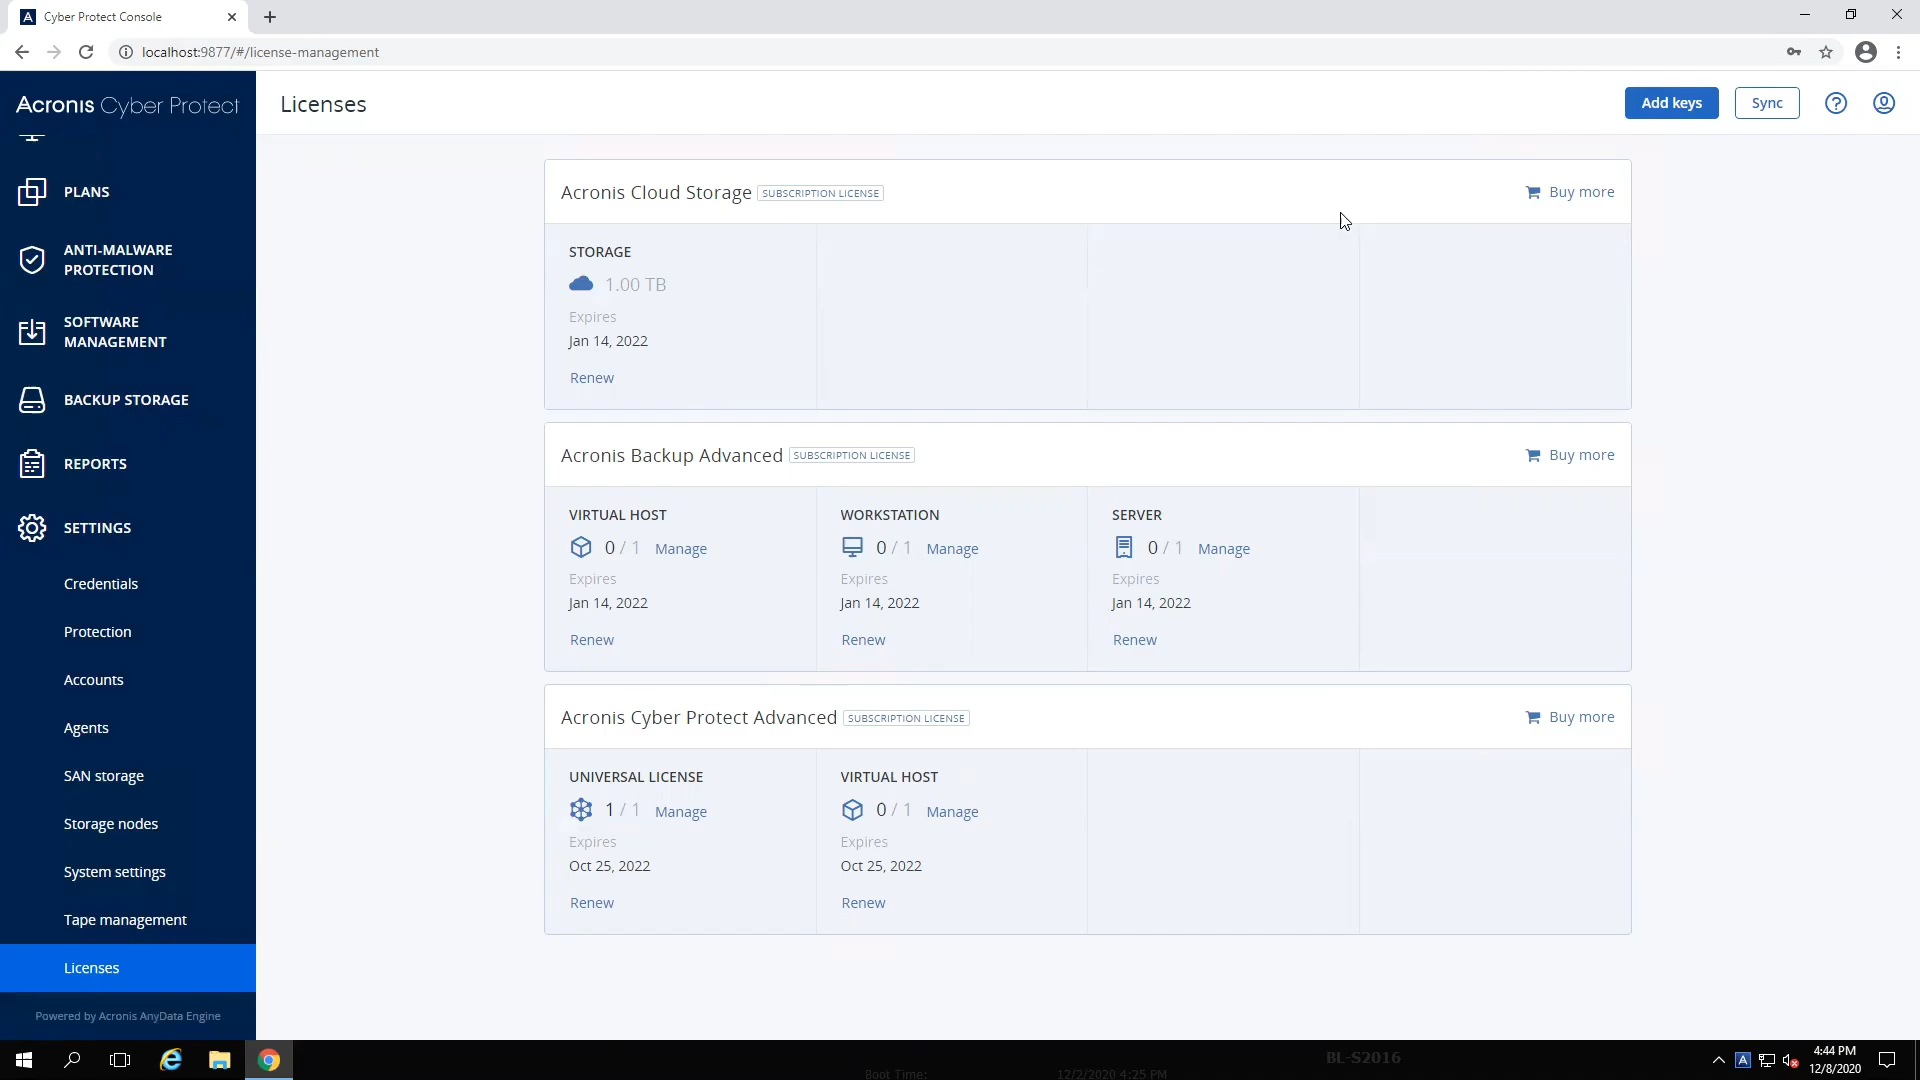 Cyber Protect Console
localhost:9877/#/license-management
Acronis Cyber Protect
Licenses
Add keys
Sync
PLANS
ANTI-MALWARE
PROTECTION
SOFTWARE
MANAGEMENT
BACKUP STORAGE
REPORTS
SETTINGS
Credentials
Protection
Accounts
Agents
SAN storage
Storage nodes
System settings
Tape management
Licenses
Powered by Acronis AnyData Engine
Acronis Cloud Storage SUBSCRIPTION LICENSE
Buy more
STORAGE
1.00 TB
Expires
Jan 14, 2022
Renew
Acronis Backup Advanced SUBSCRIPTION LICENSE
Buy more
VIRTUAL HOST
0 / 1 Manage
Expires
Jan 14, 2022
Renew
WORKSTATION
0 / 1 Manage
Expires
Jan 14, 2022
Renew
SERVER
0 / 1 Manage
Expires
Jan 14, 2022
Renew
Acronis Cyber Protect Advanced SUBSCRIPTION LICENSE
Buy more
UNIVERSAL LICENSE
1 / 1 Manage
Expires
Oct 25, 2022
Renew
VIRTUAL HOST
0 / 1 Manage
Expires
Oct 25, 2022
Renew
BL-S2016
Boot Time: 12/2/2020 4:25 PM
4:44 PM
12/8/2020